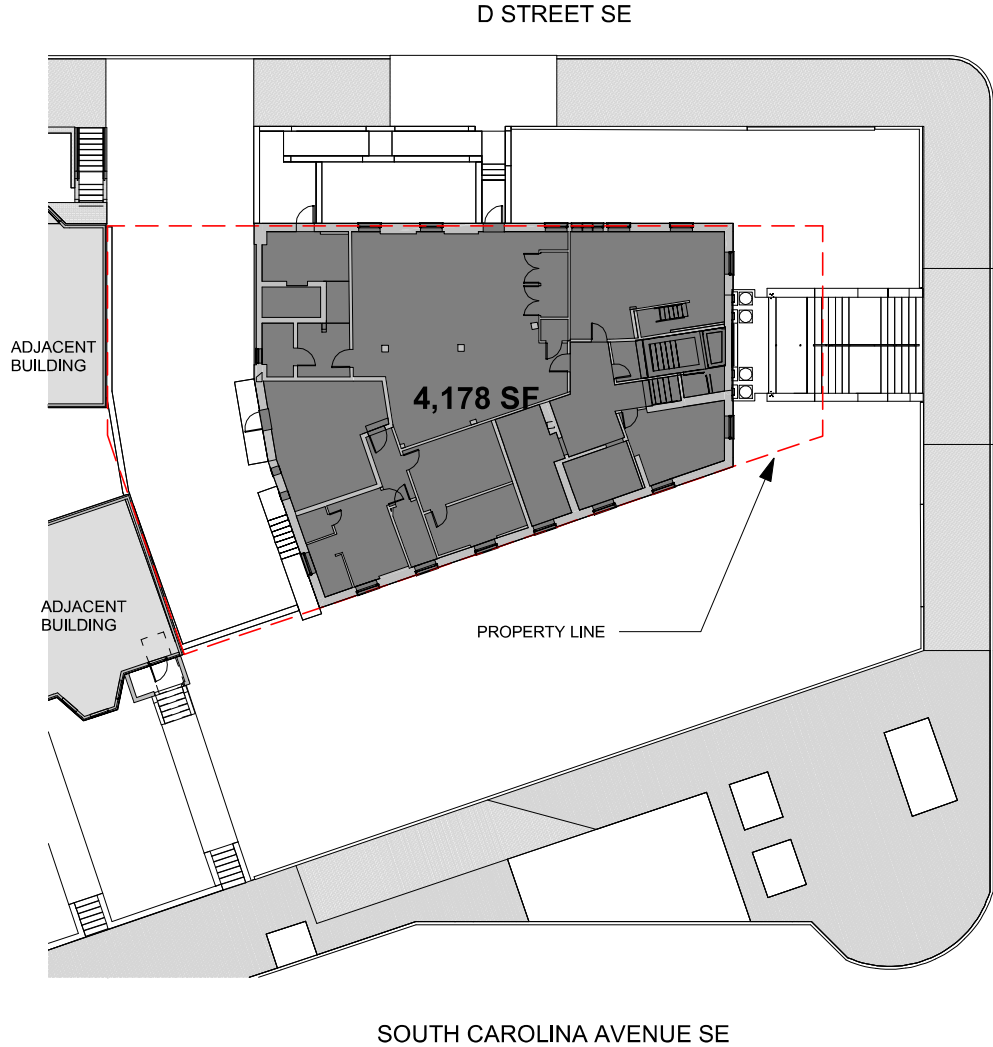 D STREET SE
ADJACENT
BUILDING
4,178 SF
ADJACENT
BUILDING
PROPERTY LINE
SOUTH CAROLINA AVENUE SE